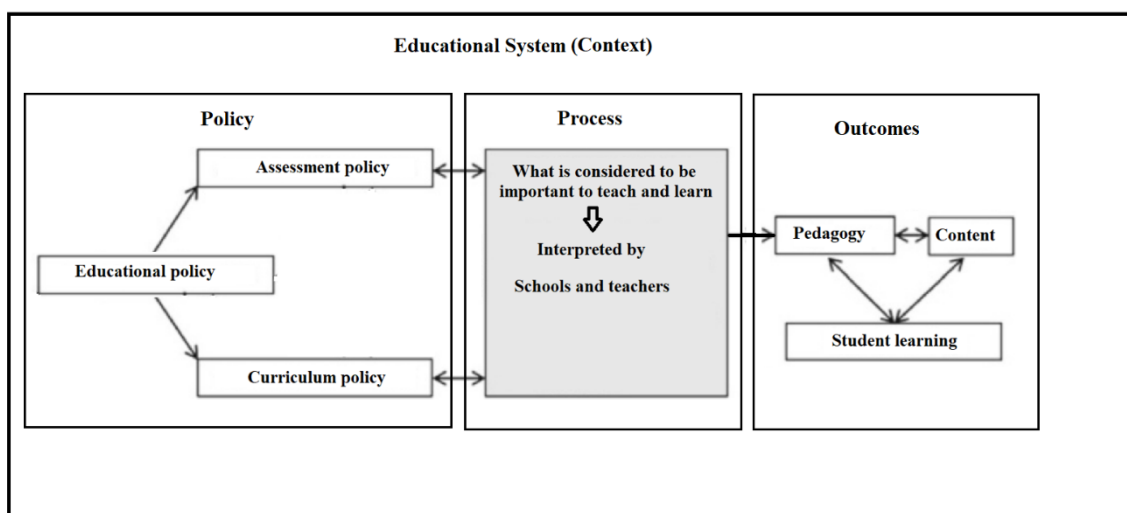 Educational System (Context)
Policy
Assessment policy
Educational policy
Curriculum policy
Process
What is considered to be
important to teach and learn
Interpreted by
Schools and teachers
Outcomes
Pedagogy
Content
Student learning